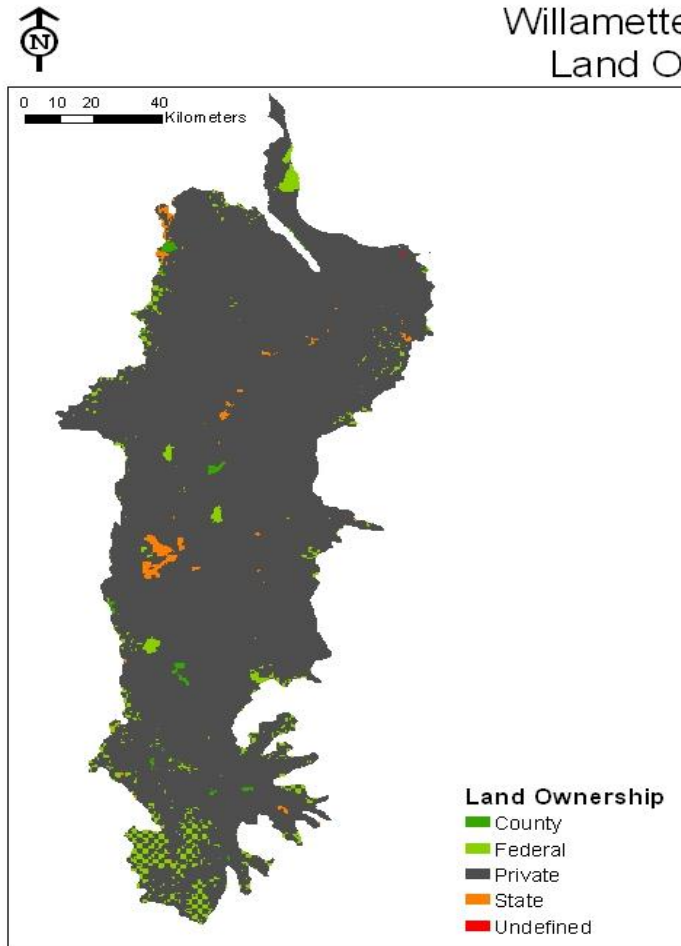 N
Willamette
Land O
0 10 20 40
Kilometers
Land Ownership
County
Federal
Private
State
Undefined